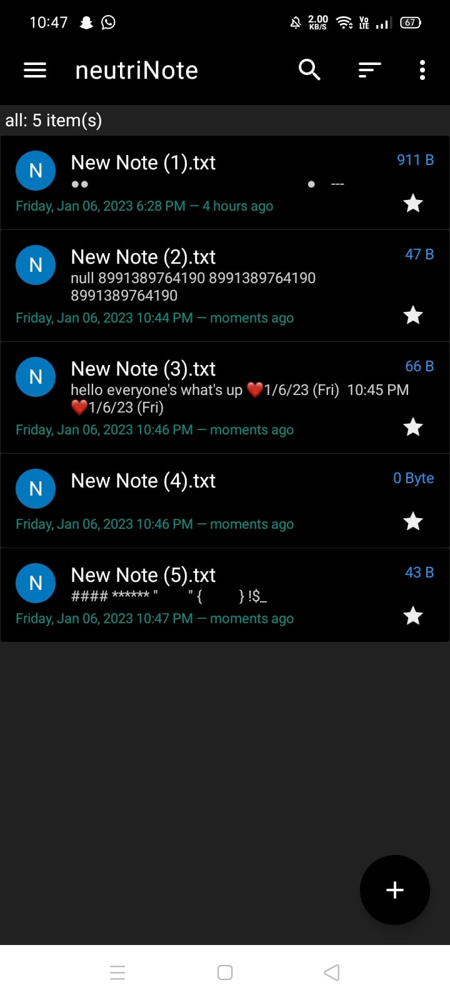 10:47 2.00 KB/S Vo LTE 67
neutriNote
all: 5 item(s)
N New Note (1).txt 911 B
●● ● ---
Friday, Jan 06, 2023 6:28 PM — 4 hours ago
N New Note (2).txt 47 B
null 8991389764190 8991389764190
8991389764190
Friday, Jan 06, 2023 10:44 PM — moments ago
N New Note (3).txt 66 B
hello everyone's what's up ❤️1/6/23 (Fri)  10:45 PM
❤️1/6/23 (Fri)
Friday, Jan 06, 2023 10:46 PM — moments ago
N New Note (4).txt 0 Byte
Friday, Jan 06, 2023 10:46 PM — moments ago
N New Note (5).txt 43 B
#### ****** " " { } !$_
Friday, Jan 06, 2023 10:47 PM — moments ago